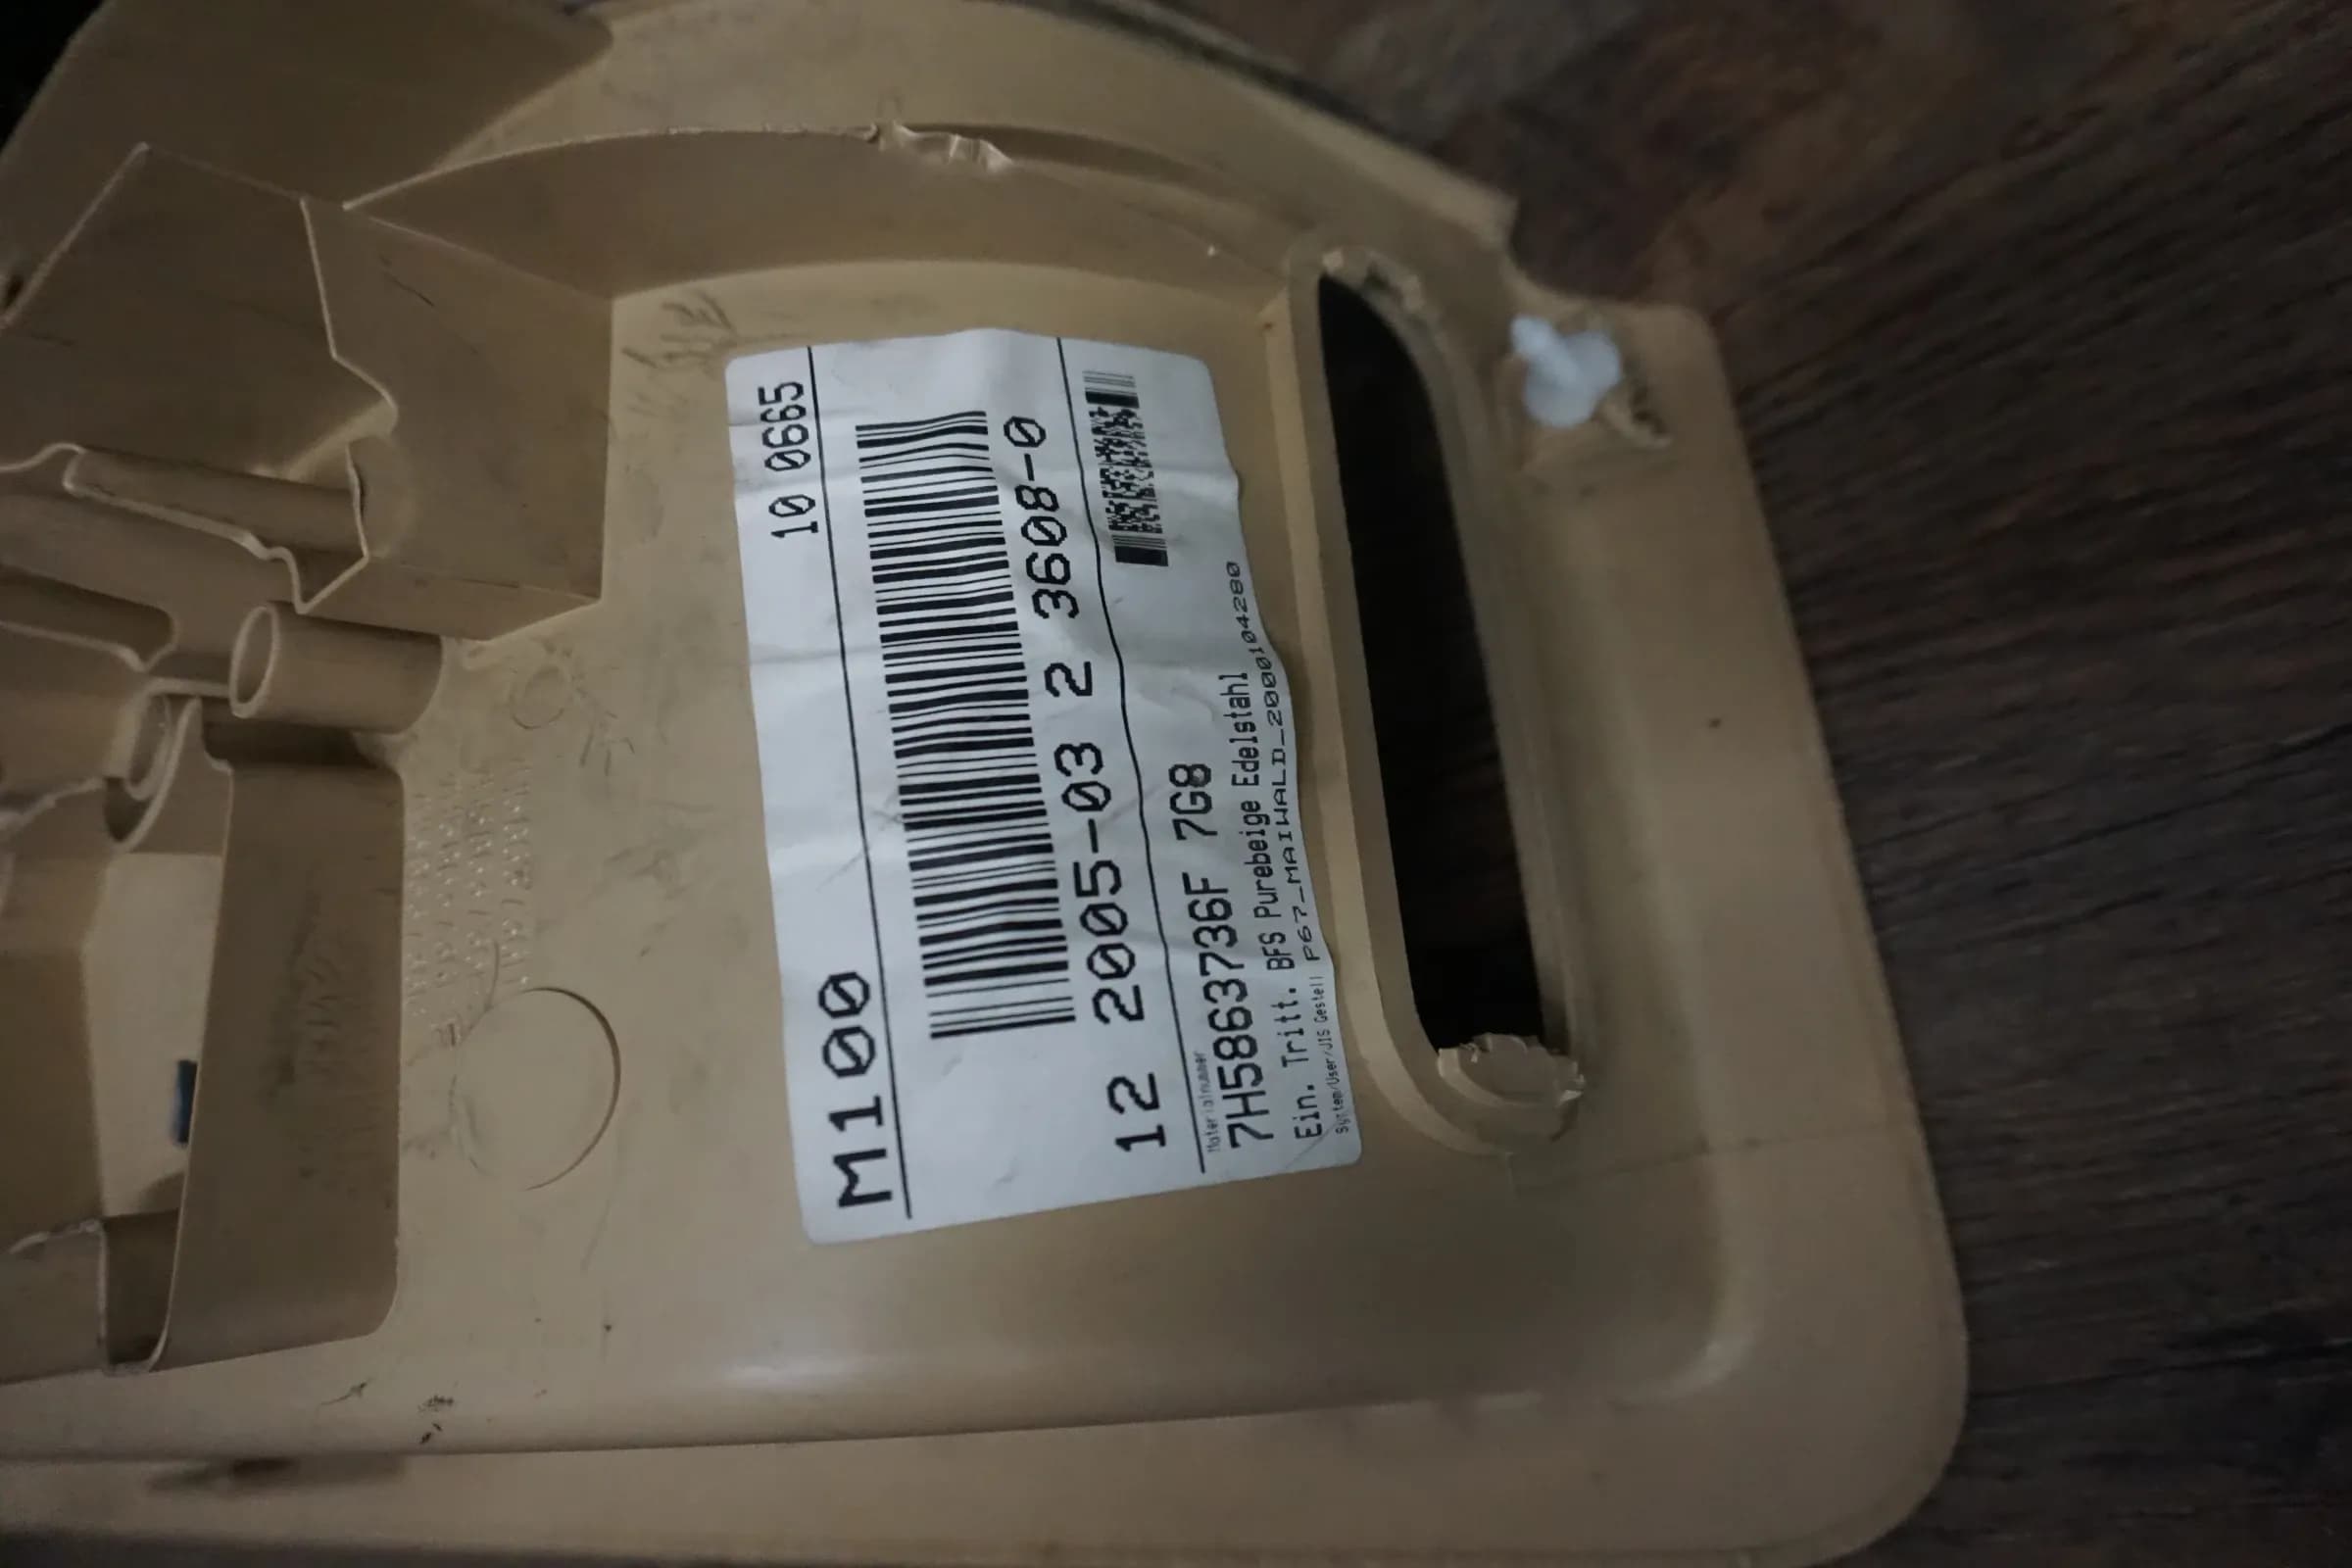 M100 10 0665
12 2005-03 2 3608-0
Materialnummer
7H5863736F 7G8
Ein. Tritt. BFS Purebeige Edelstahl
System/User/JIS Gestell P67_MAIWALD_2000104280